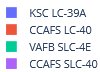 KSC LC-39A
CCAFS LC-40
VAFB SLC-4E
CCAFS SLC-40